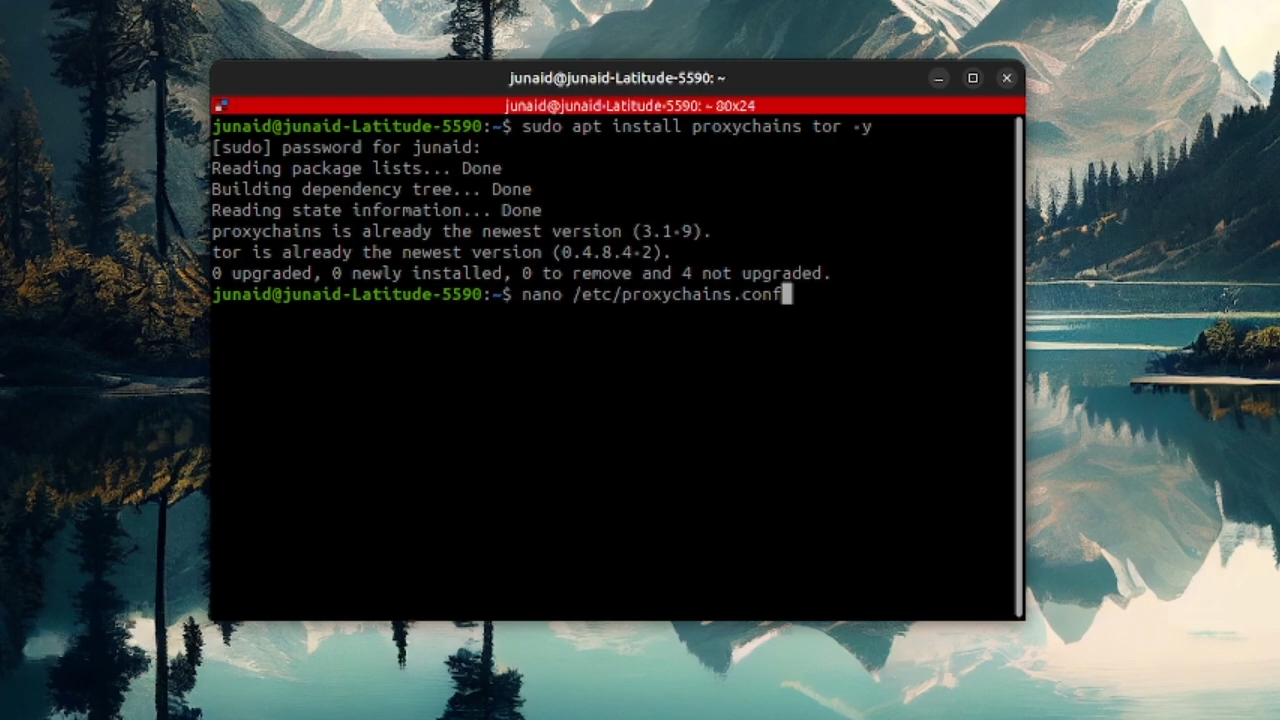 junaid@junaid-Latitude-5590: ~
junaid@junaid-Latitude-5590: ~ 80x24
junaid@junaid-Latitude-5590:~$ sudo apt install proxychains tor -y
[sudo] password for junaid:
Reading package lists... Done
Building dependency tree... Done
Reading state information... Done
proxychains is already the newest version (3.1-9).
tor is already the newest version (0.4.8.4-2).
0 upgraded, 0 newly installed, 0 to remove and 4 not upgraded.
junaid@junaid-Latitude-5590:~$ nano /etc/proxychains.conf